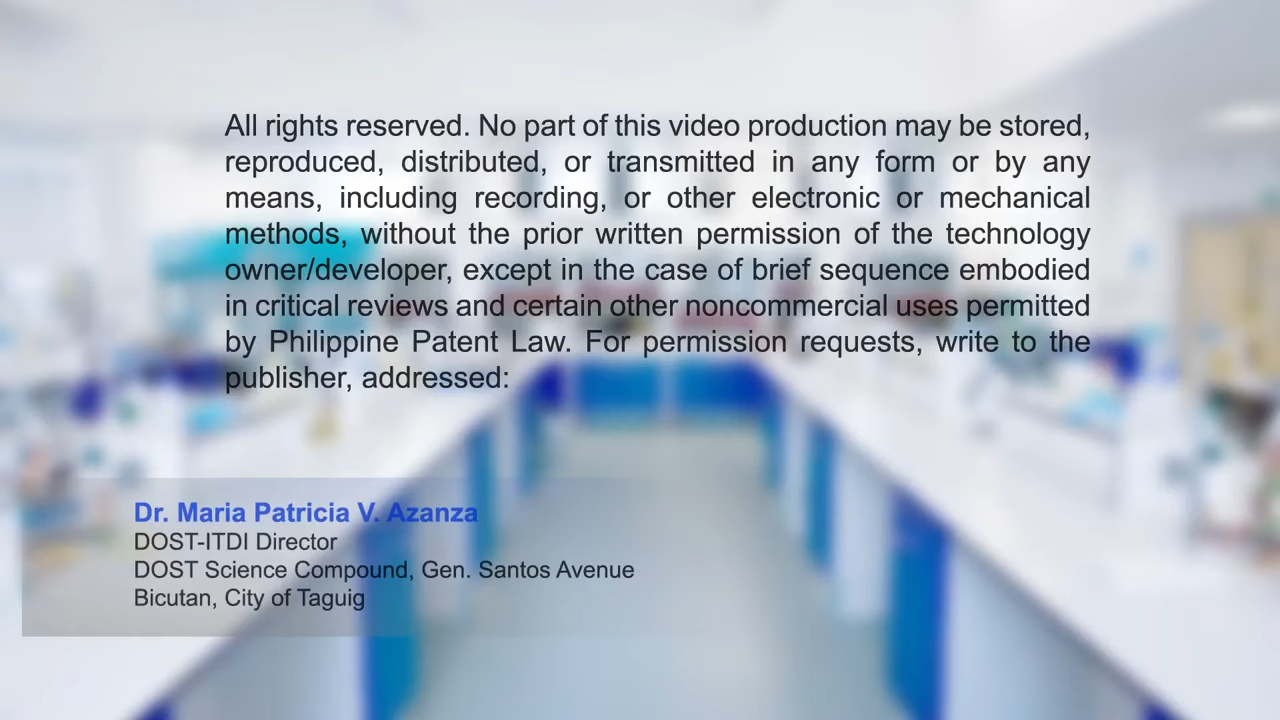 All rights reserved. No part of this video production may be stored,
reproduced, distributed, or transmitted in any form or by any
means, including recording, or other electronic or mechanical
methods, without the prior written permission of the technology
owner/developer, except in the case of brief sequence embodied
in critical reviews and certain other noncommercial uses permitted
by Philippine Patent Law. For permission requests, write to the
publisher, addressed:
Dr. Maria Patricia V. Azanza
DOST-ITDI Director
DOST Science Compound, Gen. Santos Avenue
Bicutan, City of Taguig